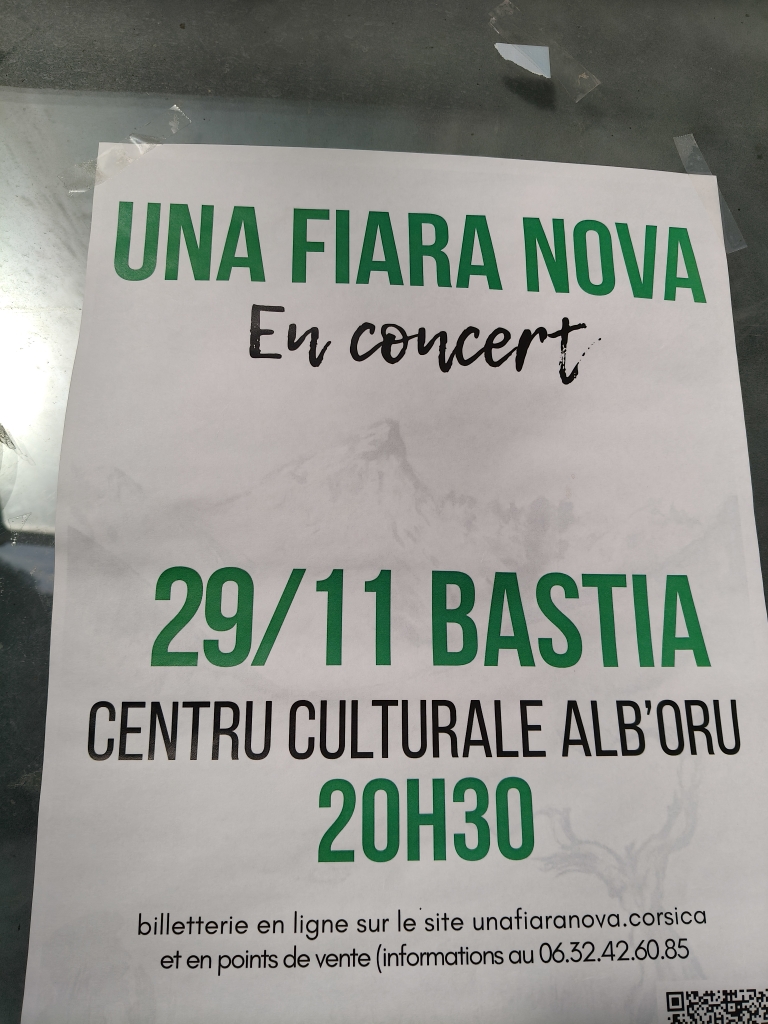 UNA FIARA NOVA
En concert
29/11 BASTIA
CENTRU CULTURALE ALB'ORU
20H30
billetterie en ligne sur le site unafiaranova.corsica
et en points de vente (informations au 06.32.42.60.85